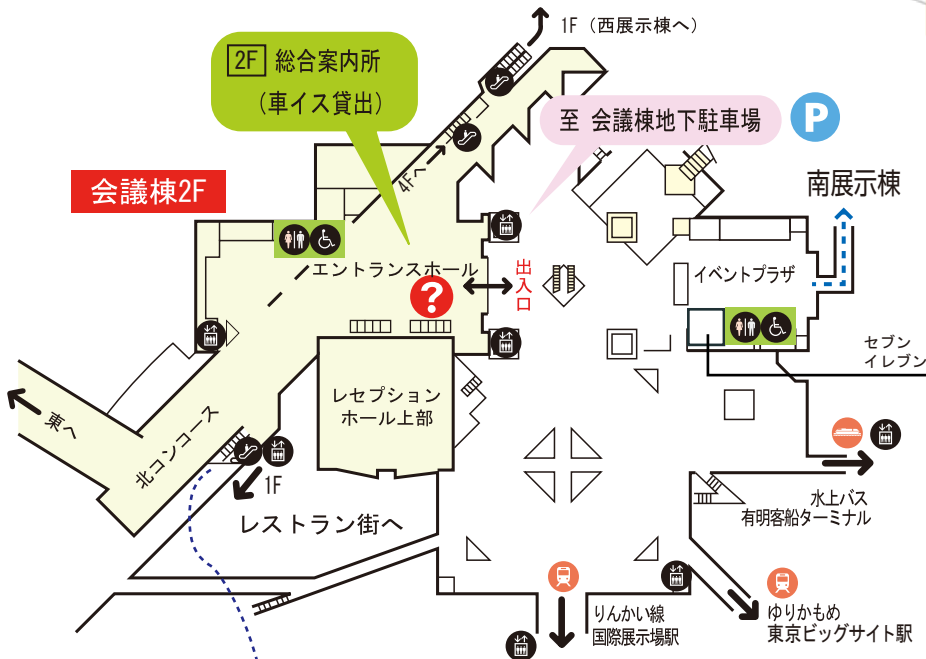 1F（西展示棟へ）
2F 総合案内所
（車イス貸出）
至 会議棟地下駐車場
P
会議棟2F
4Fへ
南展示棟
エントランスホール
?
出入口
イベントプラザ
セブン
イレブン
レセプション
ホール上部
東へ
北コンコース
1F
レストラン街へ
水上バス
有明客船ターミナル
りんかい線
国際展示場駅
ゆりかもめ
東京ビッグサイト駅